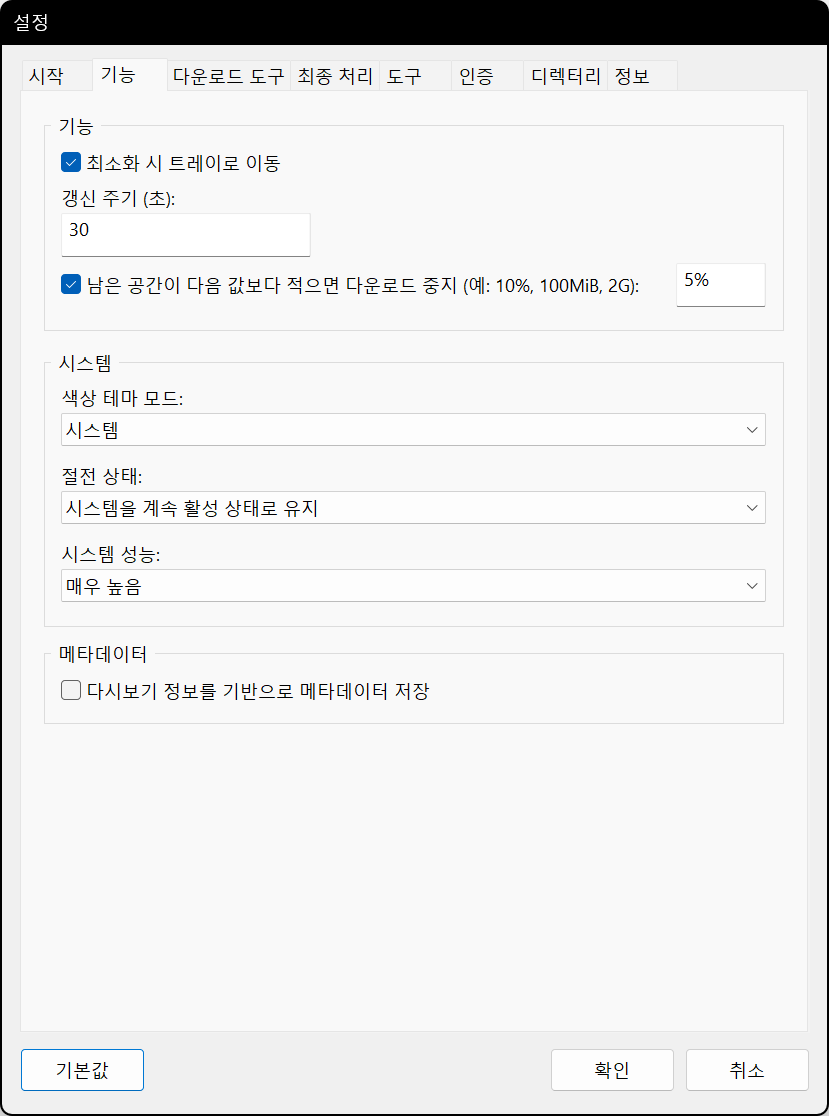 설정
시작 기능 다운로드 도구 최종 처리 도구 인증 디렉터리 정보
기능
최소화 시 트레이로 이동
갱신 주기 (초):
30
남은 공간이 다음 값보다 적으면 다운로드 중지 (예: 10%, 100MiB, 2G): 5%
시스템
색상 테마 모드:
시스템
절전 상태:
시스템을 계속 활성 상태로 유지
시스템 성능:
매우 높음
메타데이터
다시보기 정보를 기반으로 메타데이터 저장
기본값 확인 취소